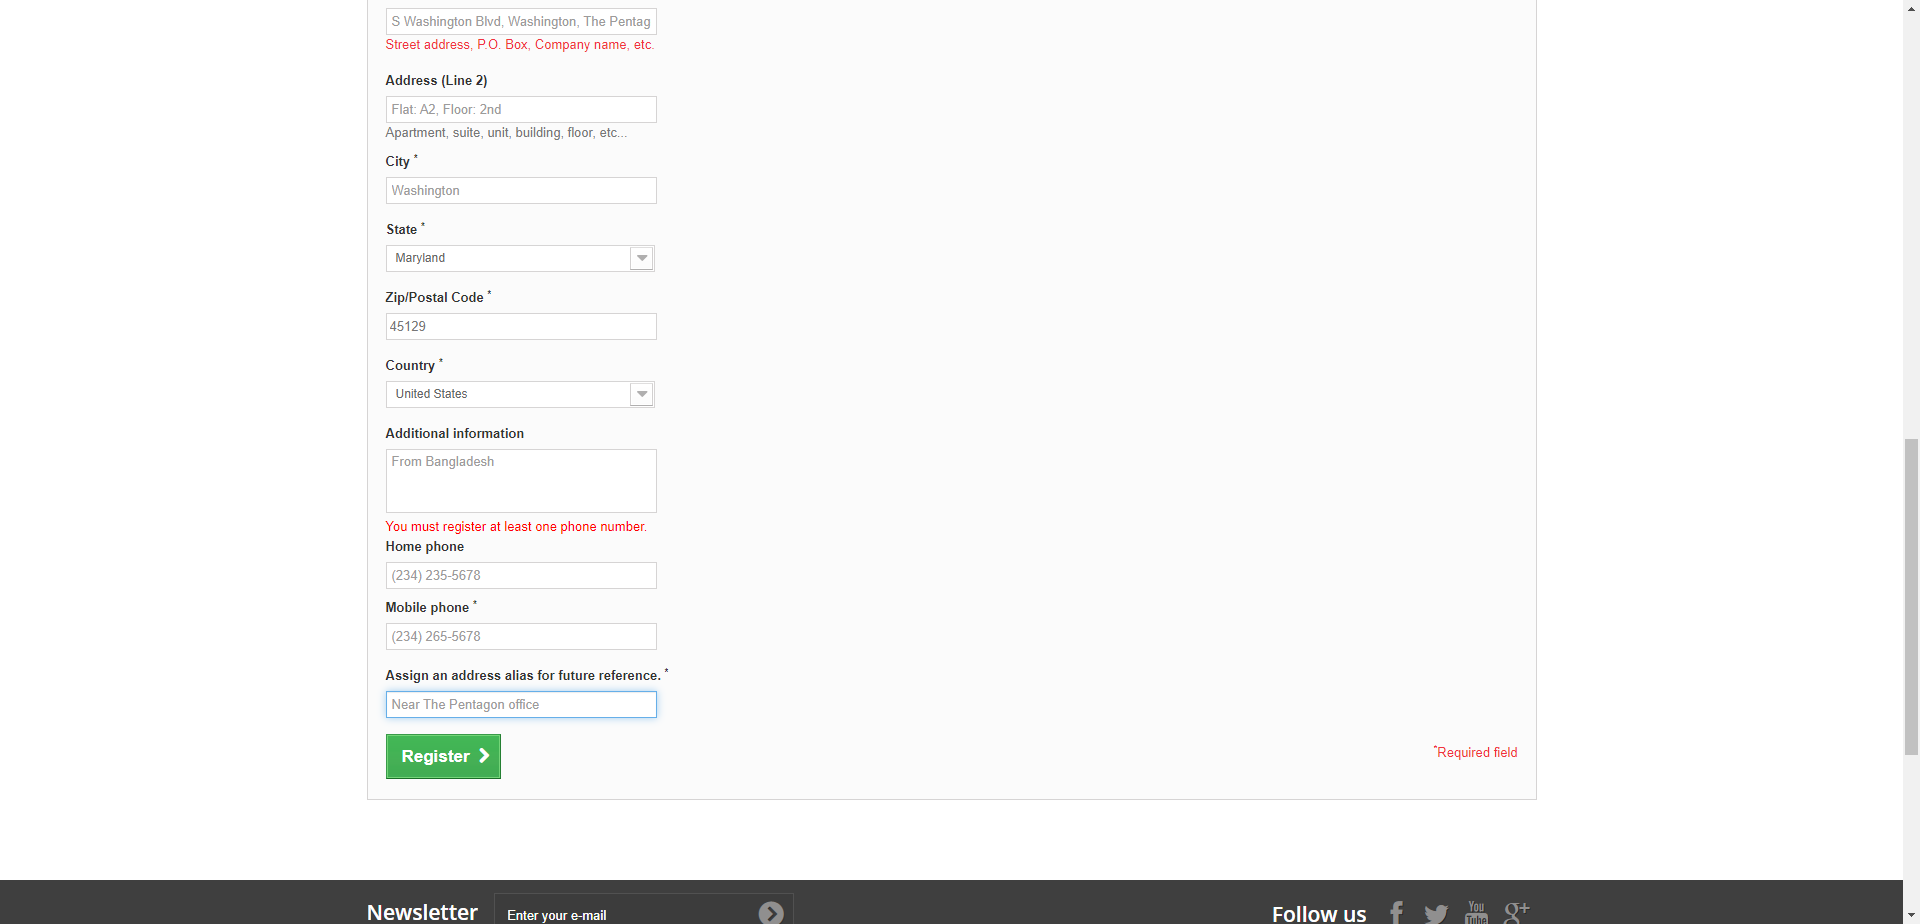 S Washington Blvd, Washington, The Pentag
Street address, P.O. Box, Company name, etc.
Address (Line 2)
Flat: A2, Floor: 2nd
Apartment, suite, unit, building, floor, etc...
City *
Washington
State *
Maryland
Zip/Postal Code *
45129
Country *
United States
Additional information
From Bangladesh
You must register at least one phone number.
Home phone
(234) 235-5678
Mobile phone *
(234) 265-5678
Assign an address alias for future reference. *
Near The Pentagon office
Register
*Required field
Newsletter
Enter your e-mail
Follow us
You
Tube
g+